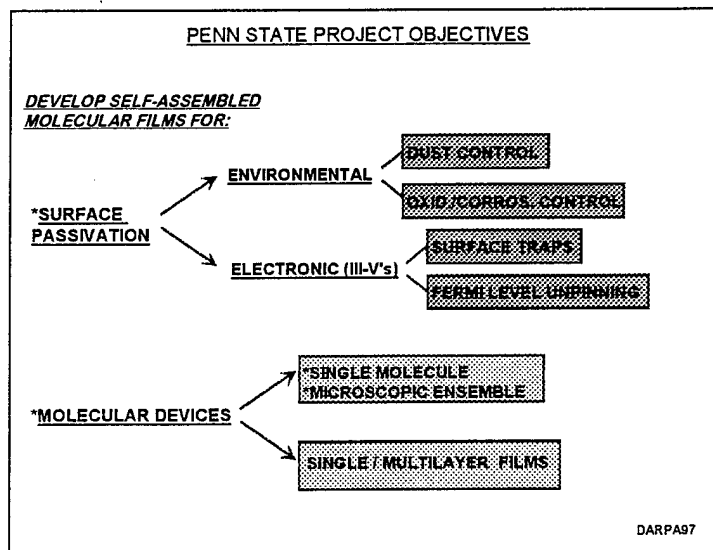 PENN STATE PROJECT OBJECTIVES
DEVELOP SELF-ASSEMBLED
MOLECULAR FILMS FOR:
*SURFACE
PASSIVATION
ENVIRONMENTAL
DUST CONTROL
OXID./CORROS. CONTROL
ELECTRONIC (III-V's)
SURFACE TRAPS
FERMI LEVEL UNPINNING
*MOLECULAR DEVICES
*SINGLE MOLECULE
*MICROSCOPIC ENSEMBLE
SINGLE / MULTILAYER FILMS
DARPA97